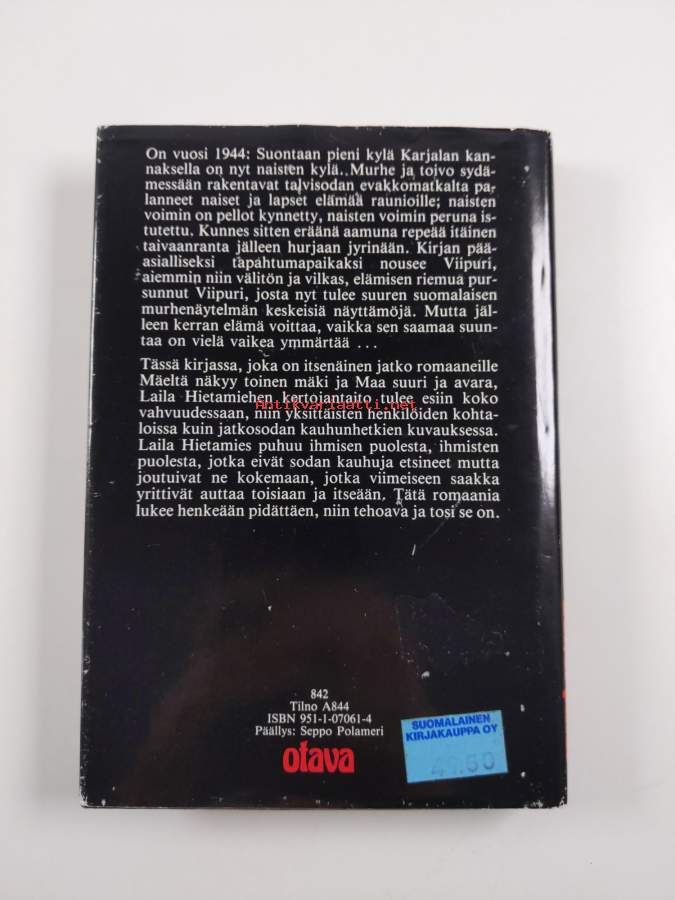 On vuosi 1944: Suontaan pieni kylä Karjalan kan-
naksella on nyt naisten kylä. Murhe ja toivo sydä-
messään rakentavat talvisodan evakkomatkalta pa-
lanneet naiset ja lapset elämää raunioille; naisten
voimin on pellot kynnetty, naisten voimin peruna is-
tutettu. Kunnes sitten eräänä aamuna repeää itäinen
taivaanranta jälleen hurjaan jyrinään. Kirjan pää-
asialliseksi tapahtumapaikaksi nousee Viipuri,
aiemmin niin välitön ja vilkas, elämisen riemua pur-
sunnut Viipuri, josta nyt tulee suuren suomalaisen
murhenäytelmän keskeisiä näyttämöjä. Mutta jäl-
leen kerran elämä voittaa, vaikka sen saamaa suun-
taa on vielä vaikea ymmärtää ...
Tässä kirjassa, joka on itsenäinen jatko romaaneille
Mäeltä näkyy toinen mäki ja Maa suuri ja avara,
Laila Hietamiehen kertojantaito tulee esiin koko
Antikvariaatti.net
vahvuudessaan, niin yksittäisten henkilöiden kohta-
loissa kuin jatkosodan kauhunhetkien kuvauksessa.
Laila Hietamies puhuu ihmisen puolesta, ihmisten
puolesta, jotka eivät sodan kauhuja etsineet mutta
joutuivat ne kokemaan, jotka viimeiseen saakka
yrittivät auttaa toisiaan ja itseään. Tätä romaania
lukee henkeään pidättäen, niin tehoava ja tosi se on.
842
Tilno A844
ISBN 951-1-07061-4
Päällys: Seppo Polameri
otava
SUOMALAINEN
KIRJAKAUPPA OY